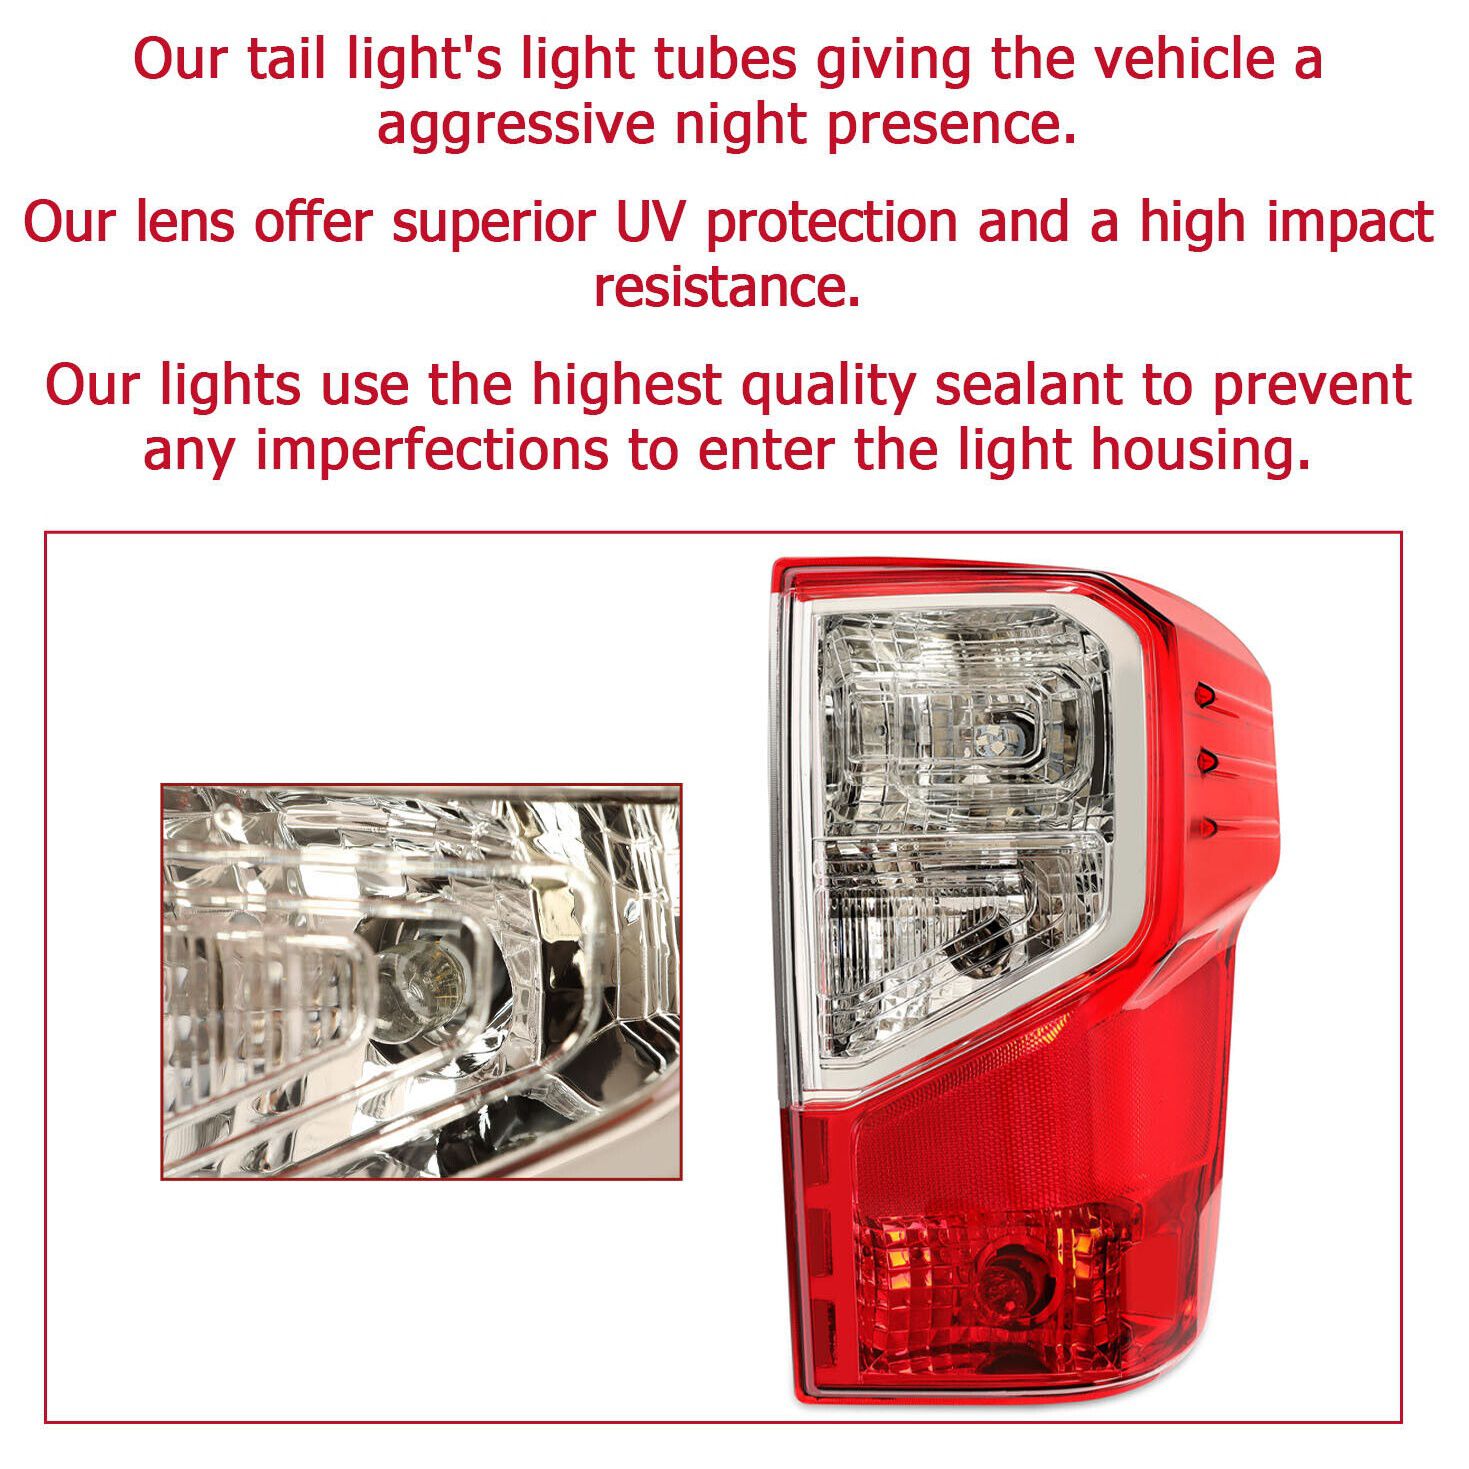 Our tail light's light tubes giving the vehicle a
aggressive night presence.
Our lens offer superior UV protection and a high impact
resistance.
Our lights use the highest quality sealant to prevent
any imperfections to enter the light housing.